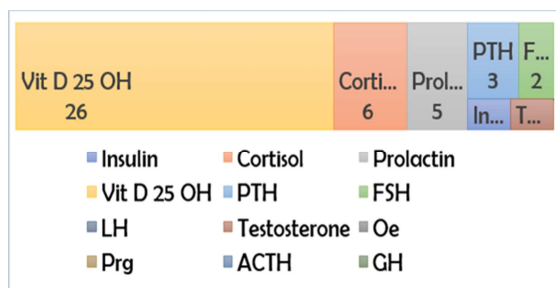 Vit D 25 OH
26
Corti...
6
Prol...
5
PTH
3
F...
2
In...
T...
Insulin
Cortisol
Prolactin
Vit D 25 OH
PTH
FSH
LH
Testosterone
Oe
Prg
ACTH
GH